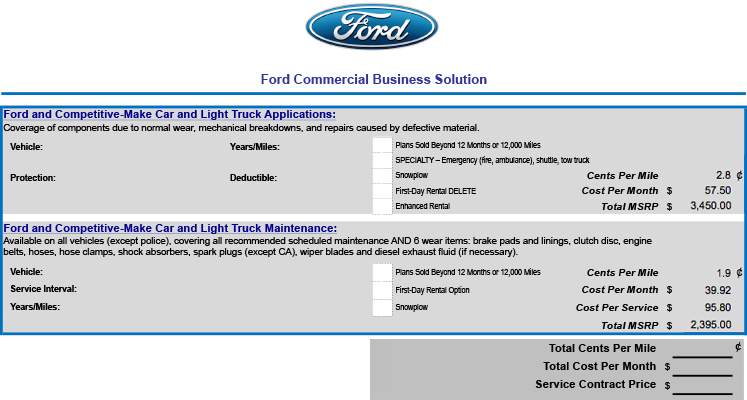 Ford
Ford Commercial Business Solution
Ford and Competitive-Make Car and Light Truck Applications:
Coverage of components due to normal wear, mechanical breakdowns, and repairs caused by defective material.
Vehicle: Years/Miles: Plans Sold Beyond 12 Months or 12,000 Miles
SPECIALTY – Emergency (fire, ambulance), shuttle, tow truck
Protection: Deductible: Snowplow Cents Per Mile 2.8 ¢
First-Day Rental DELETE Cost Per Month $ 57.50
Enhanced Rental Total MSRP $ 3,450.00
Ford and Competitive-Make Car and Light Truck Maintenance:
Available on all vehicles (except police), covering all recommended scheduled maintenance AND 6 wear items: brake pads and linings, clutch disc, engine
belts, hoses, hose clamps, shock absorbers, spark plugs (except CA), wiper blades and diesel exhaust fluid (if necessary).
Vehicle: Plans Sold Beyond 12 Months or 12,000 Miles Cents Per Mile 1.9 ¢
Service Interval: First-Day Rental Option Cost Per Month $ 39.92
Years/Miles: Snowplow Cost Per Service $ 95.80
Total MSRP $ 2,395.00
Total Cents Per Mile ¢
Total Cost Per Month $
Service Contract Price $